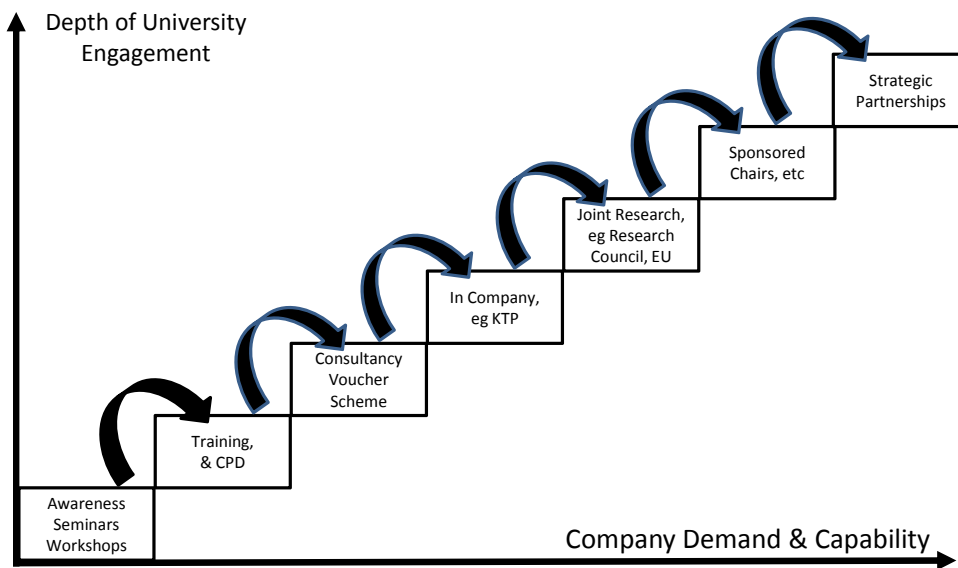 Depth of University
Engagement
Strategic
Partnerships
Sponsored
Chairs, etc
Joint Research,
eg Research
Council, EU
In Company,
eg KTP
Consultancy
Voucher
Scheme
Training,
& CPD
Awareness
Seminars
Workshops
Company Demand & Capability